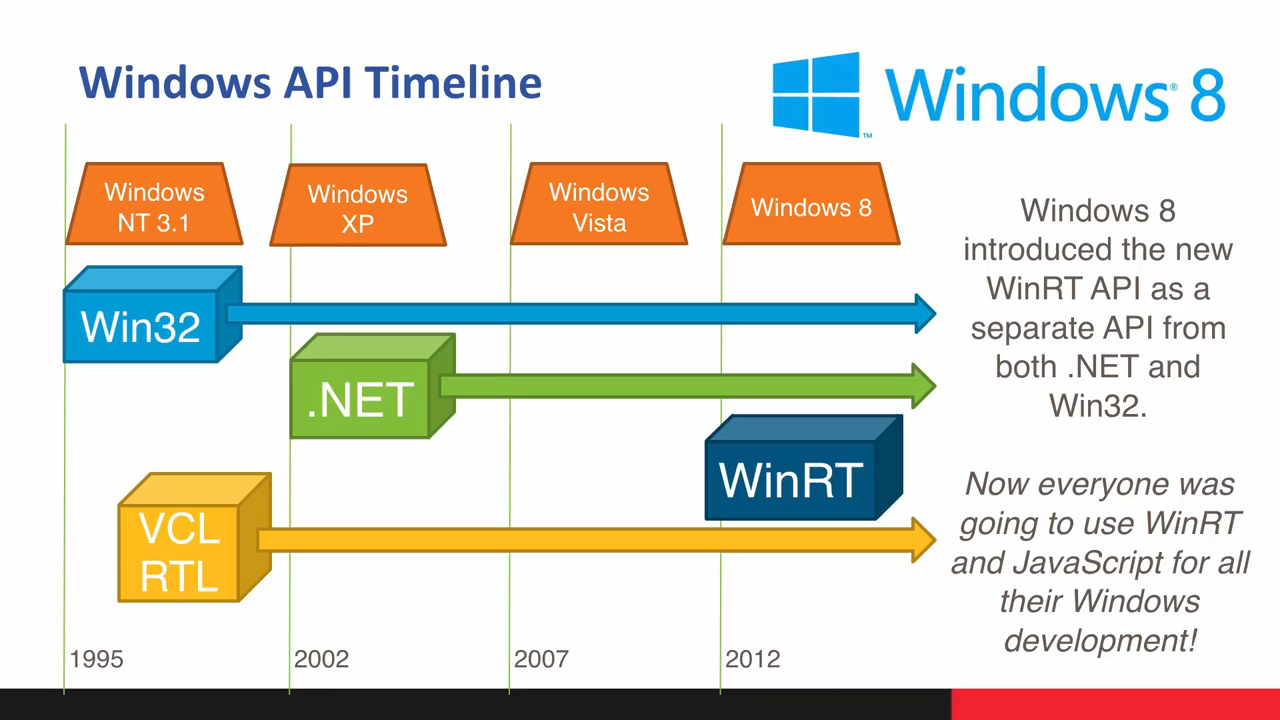 Windows API Timeline
Windows® 8
™
Windows
NT 3.1
Windows
XP
Windows
Vista
Windows 8
Windows 8
introduced the new
WinRT API as a
separate API from
both .NET and
Win32.
Win32
.NET
WinRT
VCL
RTL
Now everyone was
going to use WinRT
and JavaScript for all
their Windows
development!
1995
2002
2007
2012